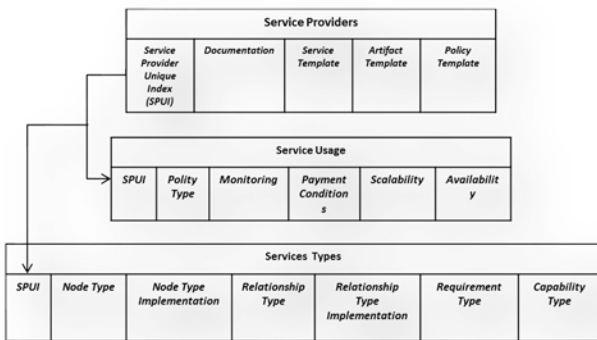 Service Providers
Service Documentation Service Artifact Policy
Provider Template Template Template
Unique
Index
(SPUI)
Service Usage
SPUI Polity Monitoring Payment Scalability Availabilit
Type Condition y
s
Services Types
SPUI Node Type Node Type Relationship Relationship Requirement Capability
Implementation Type Type Type Type
Implementation